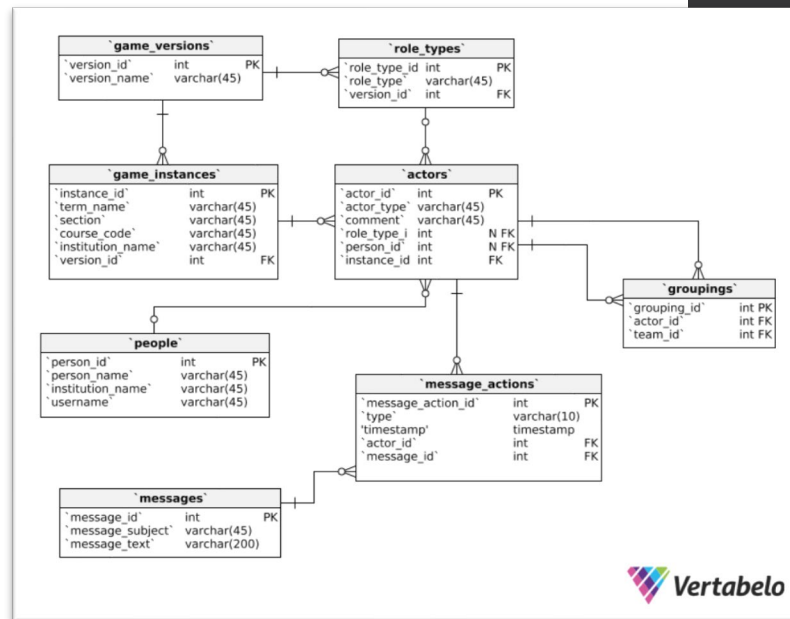 `game_versions`
`version_id` int PK
`version_name` varchar(45)
`role_types`
`role_type_id int PK
`role_type` varchar(45)
`version_id` int FK
`game_instances`
`instance_id` int PK
`term_name` varchar(45)
`section` varchar(45)
`course_code` varchar(45)
`institution_name` varchar(45)
`version_id` int FK
`actors`
`actor_id` int PK
`actor_type` varchar(45)
`comment` varchar(45)
`role_type_i int N FK
`person_id` int N FK
`instance_id int FK
`groupings`
`grouping_id` int PK
`actor_id` int FK
`team_id` int FK
`people`
`person_id` int PK
`person_name` varchar(45)
`institution_name` varchar(45)
`username` varchar(45)
`message_actions`
`message_action_id` int PK
`type` varchar(10)
'timestamp' timestamp
`actor_id` int FK
`message_id` int FK
`messages`
`message_id` int PK
`message_subject` varchar(45)
`message_text` varchar(200)
Vertabelo